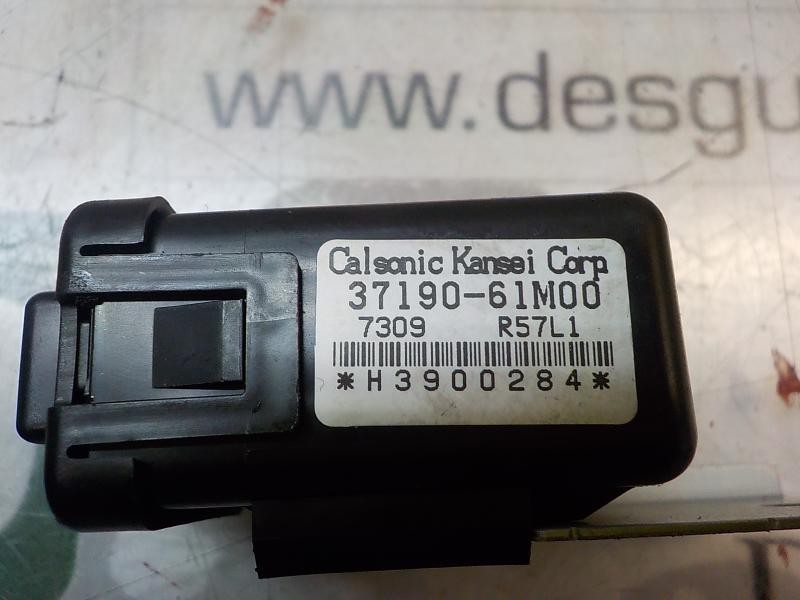 www.desgu
Calsonic Kansei Corp
37190-61M00
7309 R57L1
*H3900284*